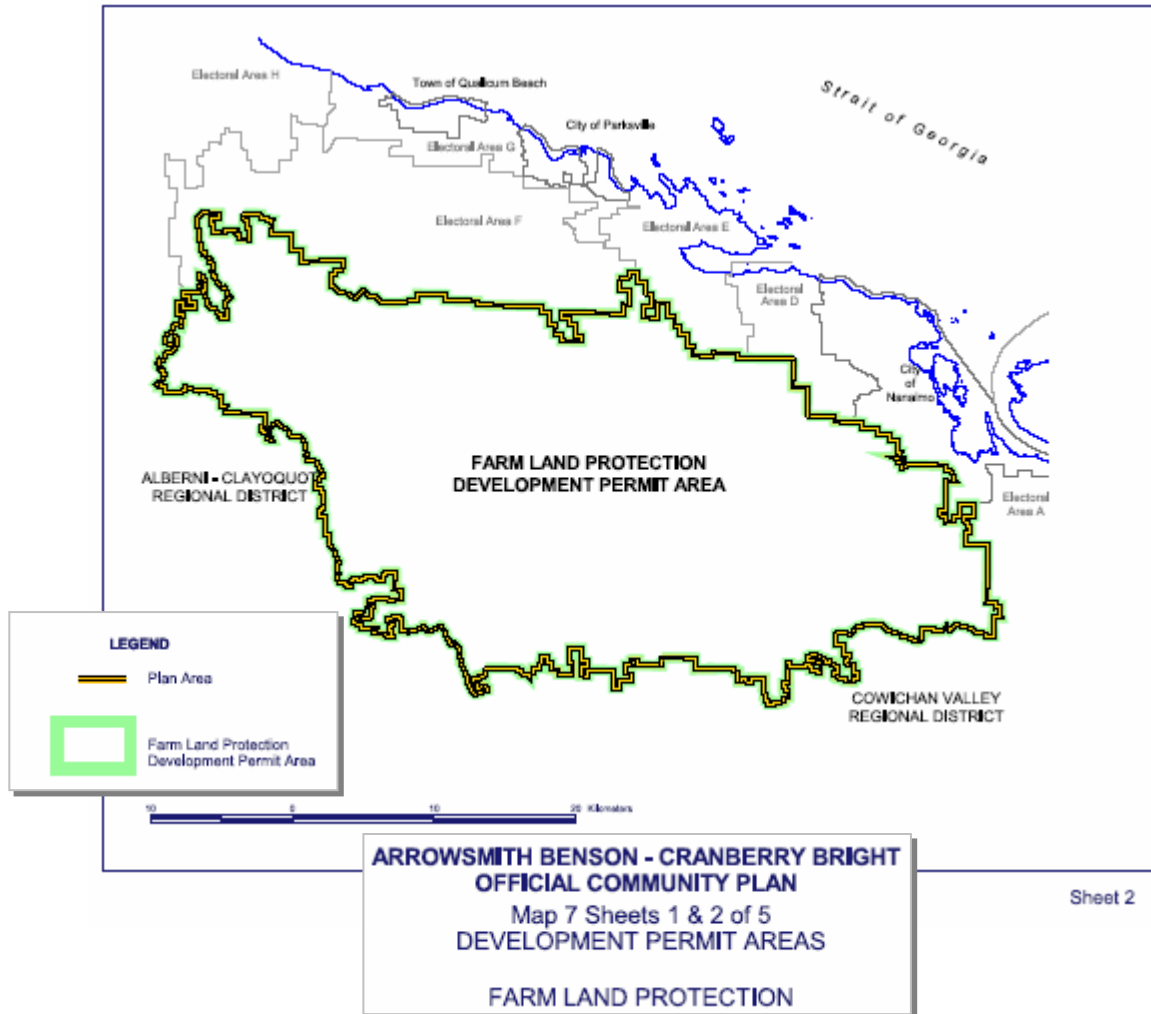 Electoral Area H
Town of Qualicum Beach
Strait of Georgia
City of Parksville
Electoral Area G
Electoral Area F
Electoral Area E
Electoral
Area D
City
of
Nanaimo
FARM LAND PROTECTION
DEVELOPMENT PERMIT AREA
ALBERNI - CLAYOQUOT
REGIONAL DISTRICT
Electoral
Area A
LEGEND
Plan Area
Farm Land Protection
Development Permit Area
COWICHAN VALLEY
REGIONAL DISTRICT
10 0 10 20 Kilometers
ARROWSMITH BENSON - CRANBERRY BRIGHT
OFFICIAL COMMUNITY PLAN
Map 7 Sheets 1 & 2 of 5
DEVELOPMENT PERMIT AREAS
FARM LAND PROTECTION
Sheet 2